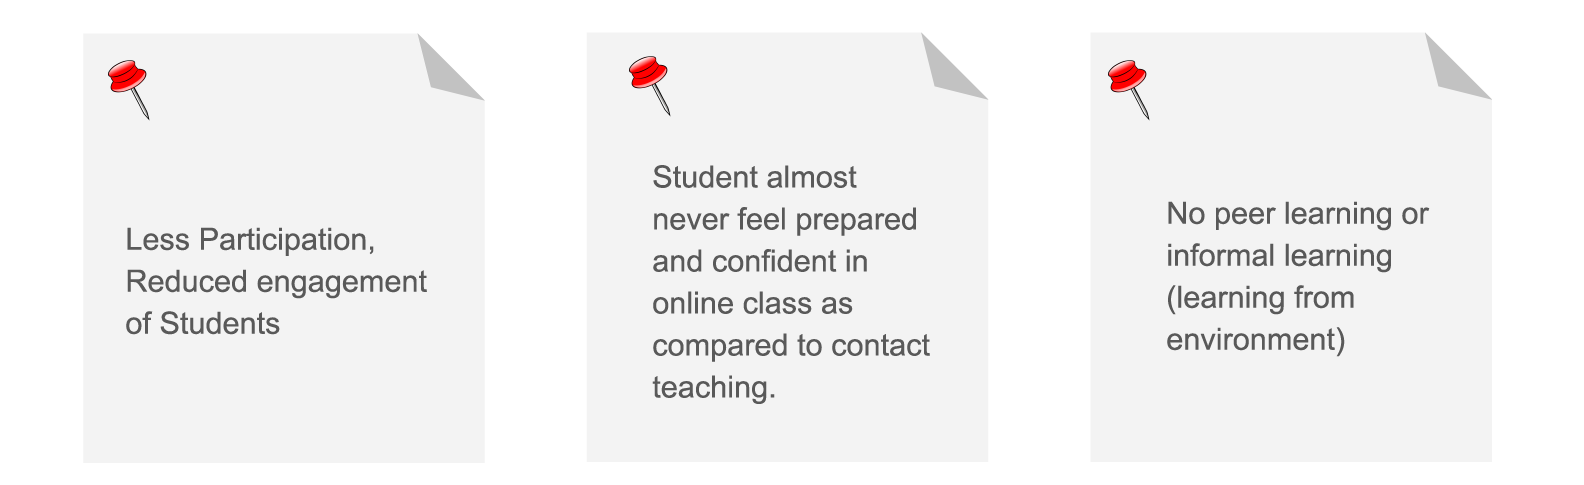 Less Participation,
Reduced engagement
of Students
Student almost
never feel prepared
and confident in
online class as
compared to contact
teaching.
No peer learning or
informal learning
(learning from
environment)